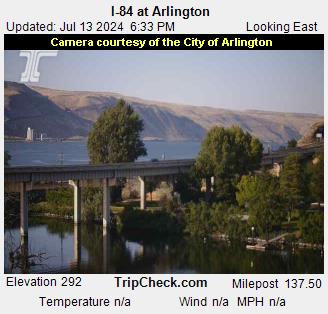 I-84 at Arlington
Updated: Jul 13 2024 6:33 PM Looking East
Camera courtesy of the City of Arlington
Elevation 292 TripCheck.com Milepost 137.50
Temperature n/a Wind n/a MPH n/a